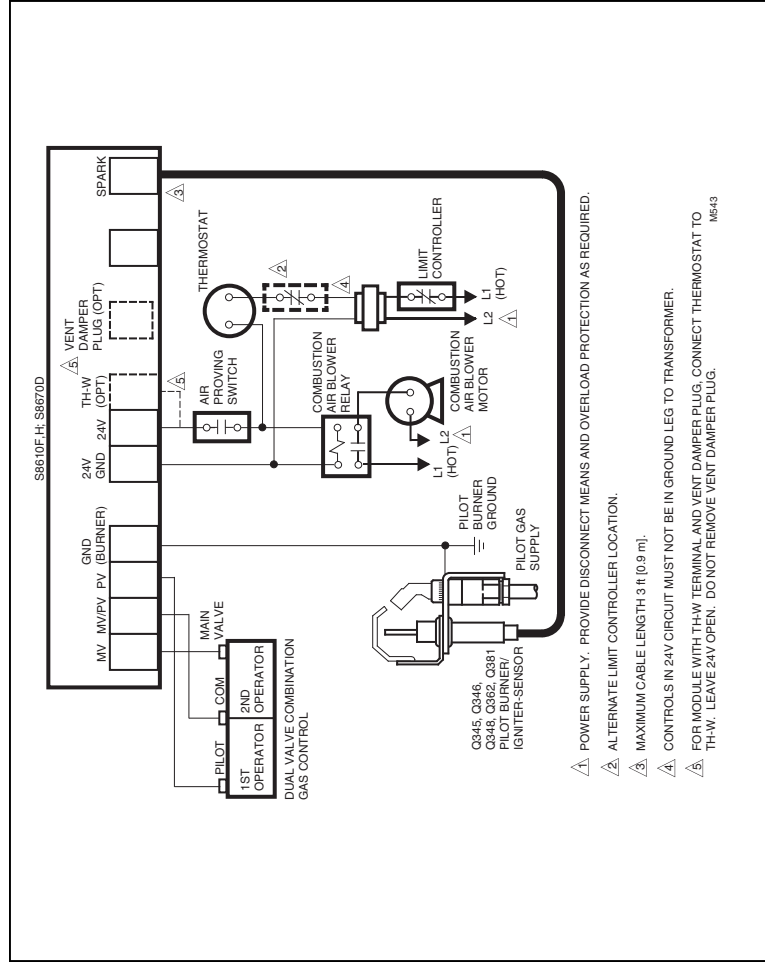 S8610F,H; S8670D
MV
MV/PV
PV
GND
(BURNER)
24V
GND
24V
TH-W
(OPT)
5
VENT
DAMPER
PLUG (OPT)
SPARK
3
5
AIR
PROVING
SWITCH
THERMOSTAT
2
4
PILOT
COM
MAIN
VALVE
1ST
OPERATOR
2ND
OPERATOR
DUAL VALVE COMBINATION
GAS CONTROL
COMBUSTION
AIR BLOWER
RELAY
LIMIT
CONTROLLER
L1
(HOT)
L2
1
COMBUSTION
AIR BLOWER
MOTOR
L2
1
L1
(HOT)
PILOT
BURNER
GROUND
PILOT GAS
SUPPLY
Q345, Q346,
Q348, Q362, Q381
PILOT BURNER/
IGNITER-SENSOR
1 POWER SUPPLY. PROVIDE DISCONNECT MEANS AND OVERLOAD PROTECTION AS REQUIRED.
2 ALTERNATE LIMIT CONTROLLER LOCATION.
3 MAXIMUM CABLE LENGTH 3 ft [0.9 m].
4 CONTROLS IN 24V CIRCUIT MUST NOT BE IN GROUND LEG TO TRANSFORMER.
5 FOR MODULE WITH TH-W TERMINAL AND VENT DAMPER PLUG, CONNECT THERMOSTAT TO
TH-W. LEAVE 24V OPEN. DO NOT REMOVE VENT DAMPER PLUG.
M543